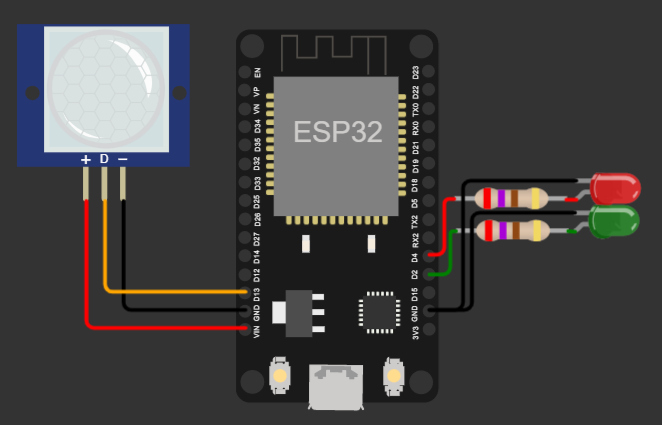 + D −
ESP32
EN
VP
VN
D34
D35
D32
D33
D25
D26
D27
D14
D12
D13
GND
VIN
D23
D22
TX0
RX0
D21
D19
D18
D5
TX2
RX2
D4
D2
D15
GND
3V3